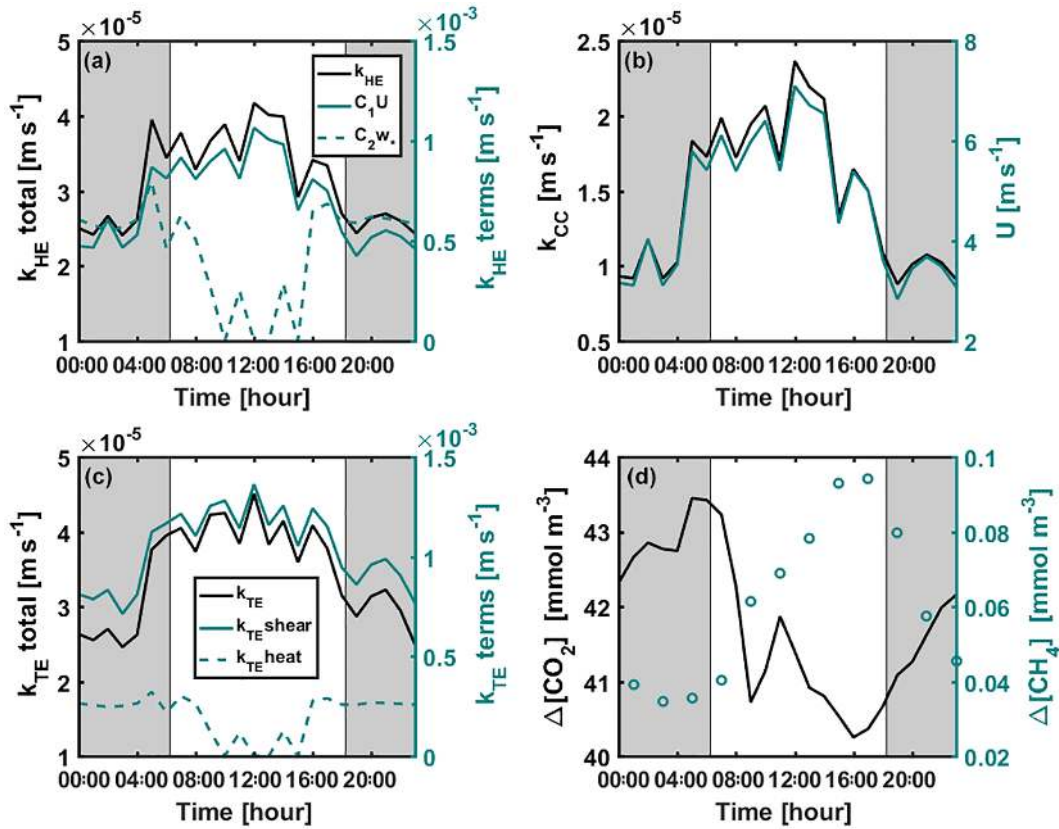 ×10⁻⁵
×10⁻³
(a)
k_HE
C₁U
C₂w*
k_HE total [m s⁻¹]
5
4
3
2
1
k_HE terms [m s⁻¹]
1.5
1
0.5
0
00:00 04:00 08:00 12:00 16:00 20:00
Time [hour]
×10⁻⁵
(b)
k_CC [m s⁻¹]
2.5
2
1.5
1
0.5
U [m s⁻¹]
8
6
4
2
00:00 04:00 08:00 12:00 16:00 20:00
Time [hour]
×10⁻⁵
×10⁻³
(c)
k_TE
k_TE shear
k_TE heat
k_TE total [m s⁻¹]
5
4
3
2
1
k_TE terms [m s⁻¹]
1.5
1
0.5
0
00:00 04:00 08:00 12:00 16:00 20:00
Time [hour]
(d)
Δ[CO₂] [mmol m⁻³]
44
43
42
41
40
Δ[CH₄] [mmol m⁻³]
0.1
0.08
0.06
0.04
0.02
00:00 04:00 08:00 12:00 16:00 20:00
Time [hour]